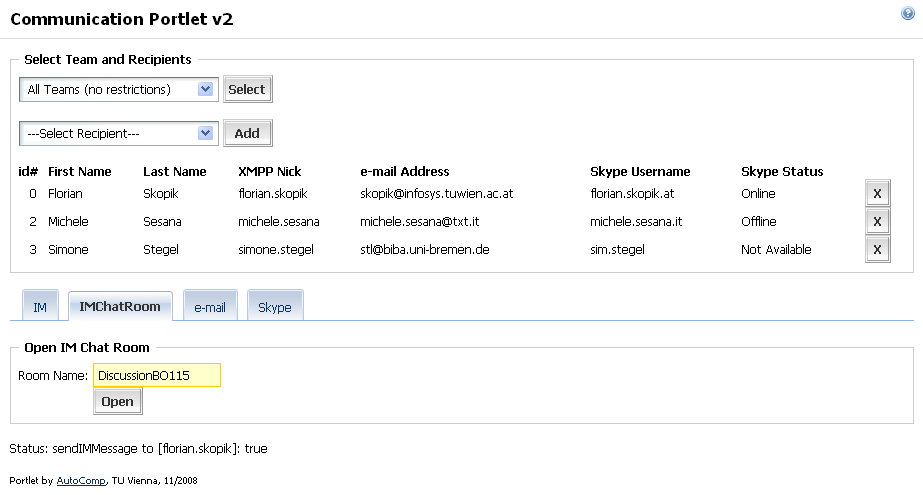 Communication Portlet v2
?
Select Team and Recipients
All Teams (no restrictions) Select
---Select Recipient--- Add
id# First Name Last Name XMPP Nick e-mail Address Skype Username Skype Status
0 Florian Skopik florian.skopik skopik@infosys.tuwien.ac.at florian.skopik.at Online X
2 Michele Sesana michele.sesana michele.sesana@txt.it michele.sesana.it Offline X
3 Simone Stegel simone.stegel stl@biba.uni-bremen.de sim.stegel Not Available X
IM IMChatRoom e-mail Skype
Open IM Chat Room
Room Name: DiscussionBO115
Open
Status: sendIMMessage to [florian.skopik]: true
Portlet by AutoComp, TU Vienna, 11/2008